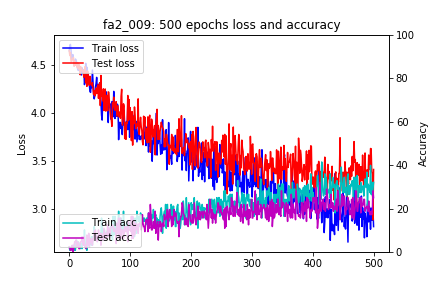 fa2_009: 500 epochs loss and accuracy
Train loss
Test loss
Train acc
Test acc
Loss
4.5
4.0
3.5
3.0
Accuracy
100
80
60
40
20
0
0
100
200
300
400
500